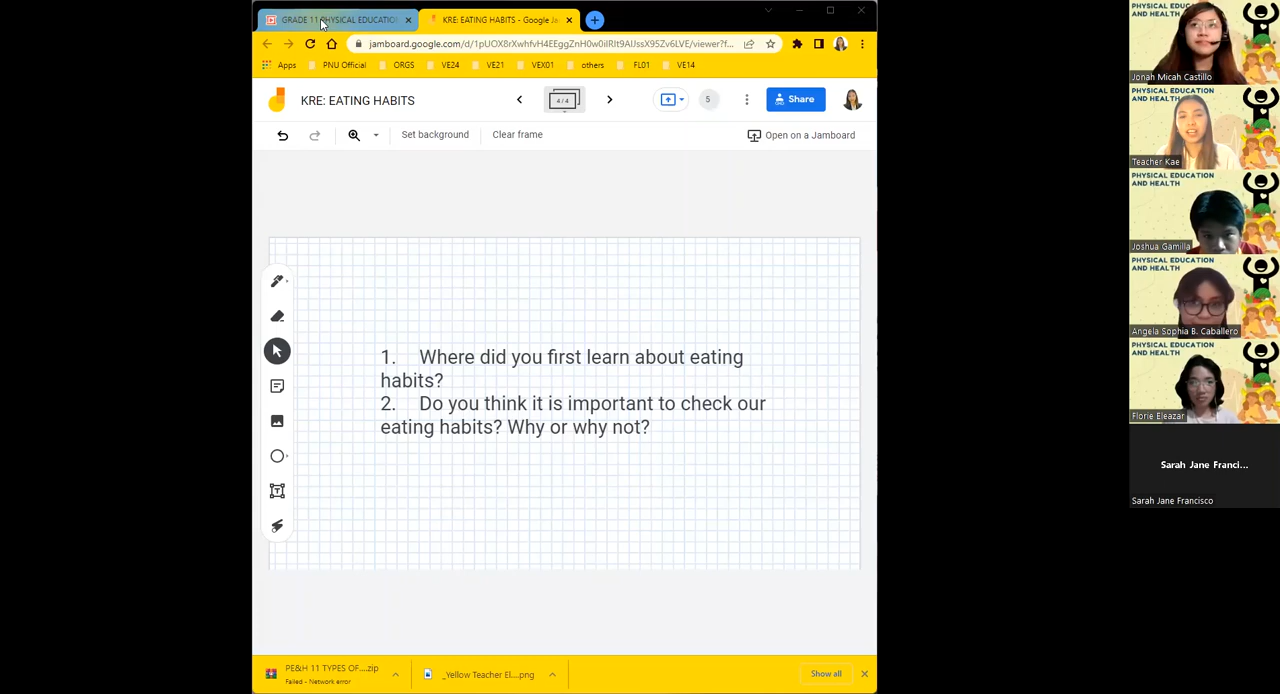 GRADE 11 PHYSICAL EDUCATION
KRE: EATING HABITS - Google Ja
jamboard.google.com/d/1pUOX8rXwhfvH4EEggZnH0w0iIRIt9AIJssX95Zv6LVE/viewer?f...
Apps
PNU Official
ORGS
VE24
VE21
VEX01
others
FL01
VE14
KRE: EATING HABITS
4 / 4
5
Share
Set background
Clear frame
Open on a Jamboard
1. Where did you first learn about eating
habits?
2. Do you think it is important to check our
eating habits? Why or why not?
PE&H 11 TYPES OF....zip
Failed - Network error
_Yellow Teacher El....png
Show all
Jonah Micah Castillo
PHYSICAL EDUCATION
AND HEALTH
Teacher Kae
PHYSICAL EDUCATION
AND HEALTH
Joshua Gamilla
PHYSICAL EDUCATION
AND HEALTH
Angela Sophia B. Caballero
PHYSICAL EDUCATION
AND HEALTH
Florie Eleazar
Sarah Jane Franci...
Sarah Jane Francisco